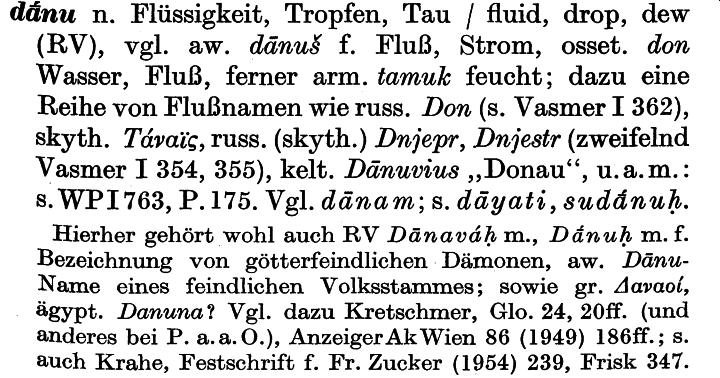 dā́nu n. Flüssigkeit, Tropfen, Tau / fluid, drop, dew
(RV), vgl. aw. dānuš f. Fluß, Strom, osset. don
Wasser, Fluß, ferner arm. tamuk feucht; dazu eine
Reihe von Flußnamen wie russ. Don (s. Vasmer I 362),
skyth. Τάναϊς, russ. (skyth.) Dnjepr, Dnjestr (zweifelnd
Vasmer I 354, 355), kelt. Dānuvius „Donau“, u. a. m.:
s. WP I 763, P. 175. Vgl. dānam; s. dāyati, sudā́nuḥ.
Hierher gehört wohl auch RV Dānaváḥ m., Dā́nuḥ m. f.
Bezeichnung von götterfeindlichen Dämonen, aw. Dānu-
Name eines feindlichen Volksstammes; sowie gr. Δαναοί,
ägypt. Danuna? Vgl. dazu Kretschmer, Glo. 24, 20ff. (und
anderes bei P. a. a. O.), Anzeiger Ak Wien 86 (1949) 186ff.; s.
auch Krahe, Festschrift f. Fr. Zucker (1954) 239, Frisk 347.